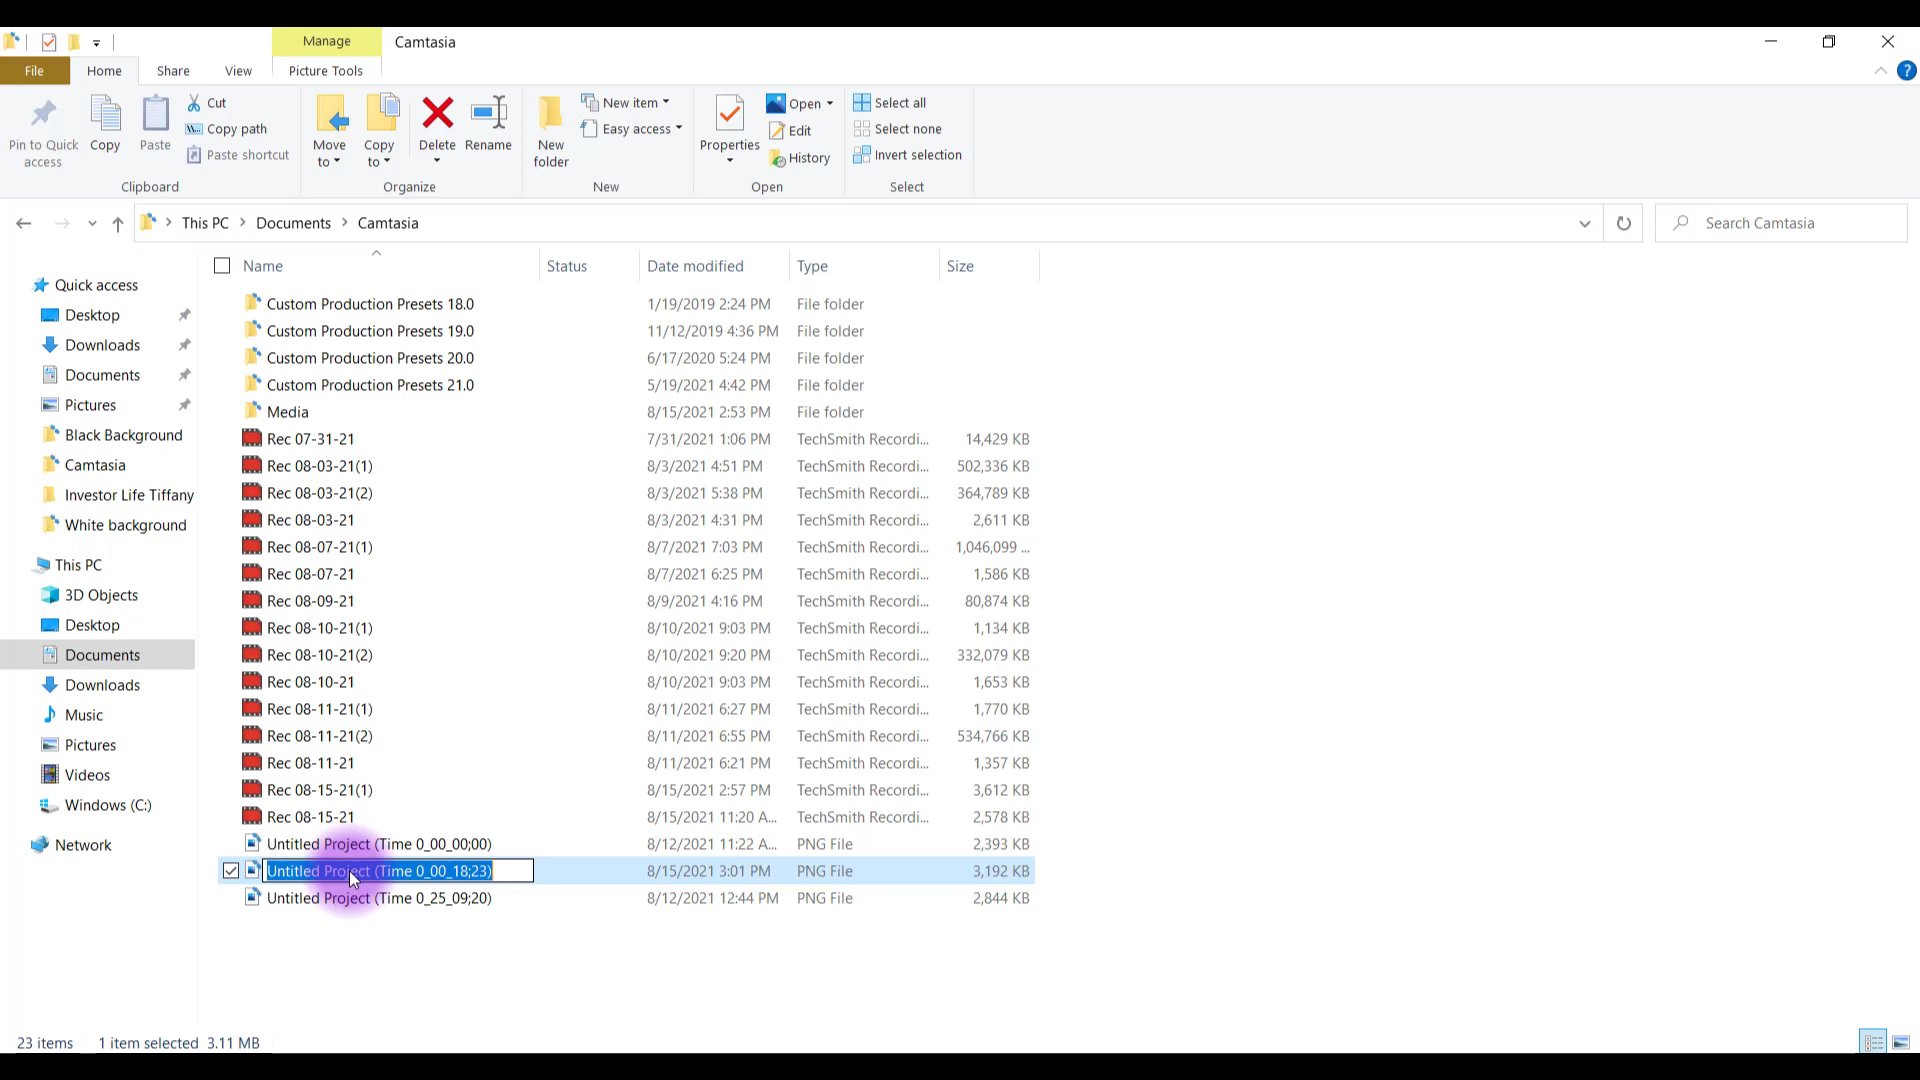 Manage
Camtasia
File
Home
Share
View
Picture Tools
Pin to Quick access
Copy
Paste
Cut
Copy path
Paste shortcut
Clipboard
Move to
Copy to
Delete
Rename
Organize
New folder
New item
Easy access
New
Properties
Open
Edit
History
Open
Select all
Select none
Invert selection
Select
This PC > Documents > Camtasia
Search Camtasia
Quick access
Desktop
Downloads
Documents
Pictures
Black Background
Camtasia
Investor Life Tiffany
White background
This PC
3D Objects
Desktop
Documents
Downloads
Music
Pictures
Videos
Windows (C:)
Network
Name Status Date modified Type Size
Custom Production Presets 18.0 1/19/2019 2:24 PM File folder
Custom Production Presets 19.0 11/12/2019 4:36 PM File folder
Custom Production Presets 20.0 6/17/2020 5:24 PM File folder
Custom Production Presets 21.0 5/19/2021 4:42 PM File folder
Media 8/15/2021 2:53 PM File folder
Rec 07-31-21 7/31/2021 1:06 PM TechSmith Recordi... 14,429 KB
Rec 08-03-21(1) 8/3/2021 4:51 PM TechSmith Recordi... 502,336 KB
Rec 08-03-21(2) 8/3/2021 5:38 PM TechSmith Recordi... 364,789 KB
Rec 08-03-21 8/3/2021 4:31 PM TechSmith Recordi... 2,611 KB
Rec 08-07-21(1) 8/7/2021 7:03 PM TechSmith Recordi... 1,046,099 ...
Rec 08-07-21 8/7/2021 6:25 PM TechSmith Recordi... 1,586 KB
Rec 08-09-21 8/9/2021 4:16 PM TechSmith Recordi... 80,874 KB
Rec 08-10-21(1) 8/10/2021 9:03 PM TechSmith Recordi... 1,134 KB
Rec 08-10-21(2) 8/10/2021 9:20 PM TechSmith Recordi... 332,079 KB
Rec 08-10-21 8/10/2021 9:03 PM TechSmith Recordi... 1,653 KB
Rec 08-11-21(1) 8/11/2021 6:27 PM TechSmith Recordi... 1,770 KB
Rec 08-11-21(2) 8/11/2021 6:55 PM TechSmith Recordi... 534,766 KB
Rec 08-11-21 8/11/2021 6:21 PM TechSmith Recordi... 1,357 KB
Rec 08-15-21(1) 8/15/2021 2:57 PM TechSmith Recordi... 3,612 KB
Rec 08-15-21 8/15/2021 11:20 A... TechSmith Recordi... 2,578 KB
Untitled Project (Time 0_00_00;00) 8/12/2021 11:22 A... PNG File 2,393 KB
Untitled Project (Time 0_00_18;23) 8/15/2021 3:01 PM PNG File 3,192 KB
Untitled Project (Time 0_25_09;20) 8/12/2021 12:44 PM PNG File 2,844 KB
23 items 1 item selected 3.11 MB